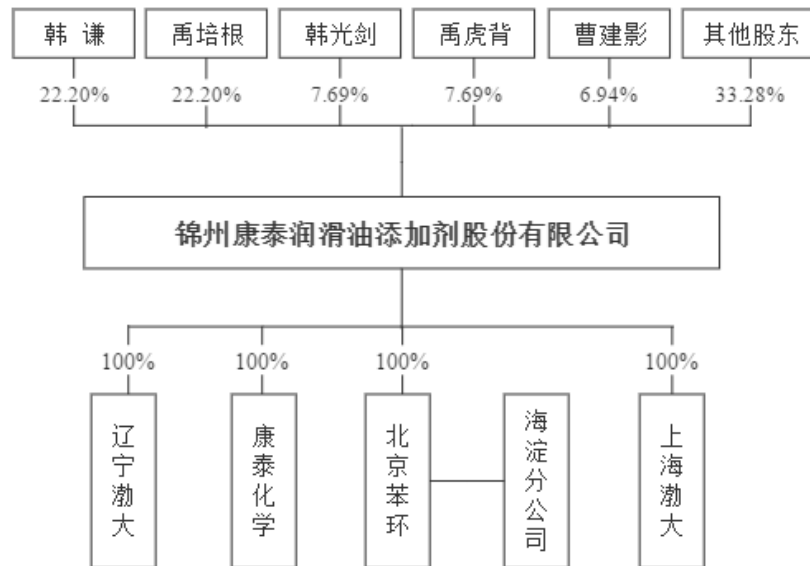 韩 谦
禹培根
韩光剑
禹虎背
曹建影
其他股东
22.20%
22.20%
7.69%
7.69%
6.94%
33.28%
锦州康泰润滑油添加剂股份有限公司
100%
100%
100%
100%
辽宁渤大
康泰化学
北京苯环
海淀分公司
上海渤大